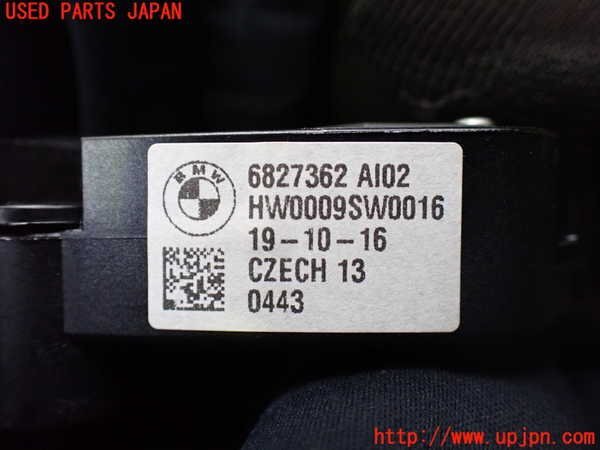 USED PARTS JAPAN
BMW
6827362 AI02
HW0009SW0016
19-10-16
CZECH 13
0443
http://www.upjpn.com/